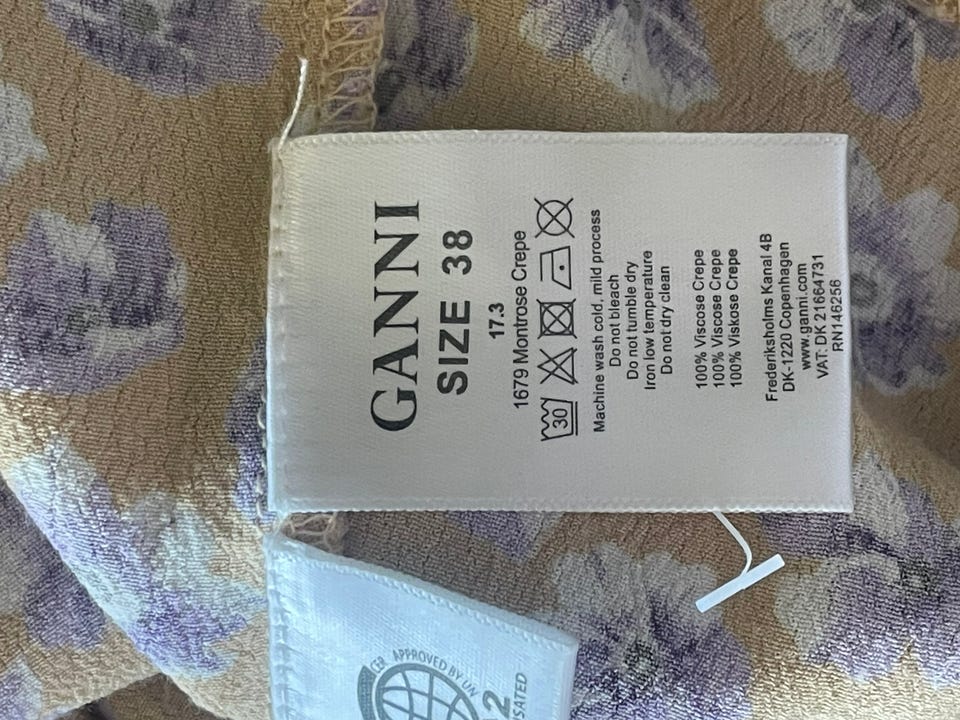 GANNI
SIZE 38
17.3
1679 Montrose Crepe
30
Machine wash cold, mild process
Do not bleach
Do not tumble dry
Iron low temperature
Do not dry clean
100% Viscose Crepe
100% Viscose Crepe
100% Viskose Crepe
Frederiksholms Kanal 4B
DK-1220 Copenhagen
www.ganni.com
VAT: DK 21664731
RN146256
CER
APPROVED BY UN